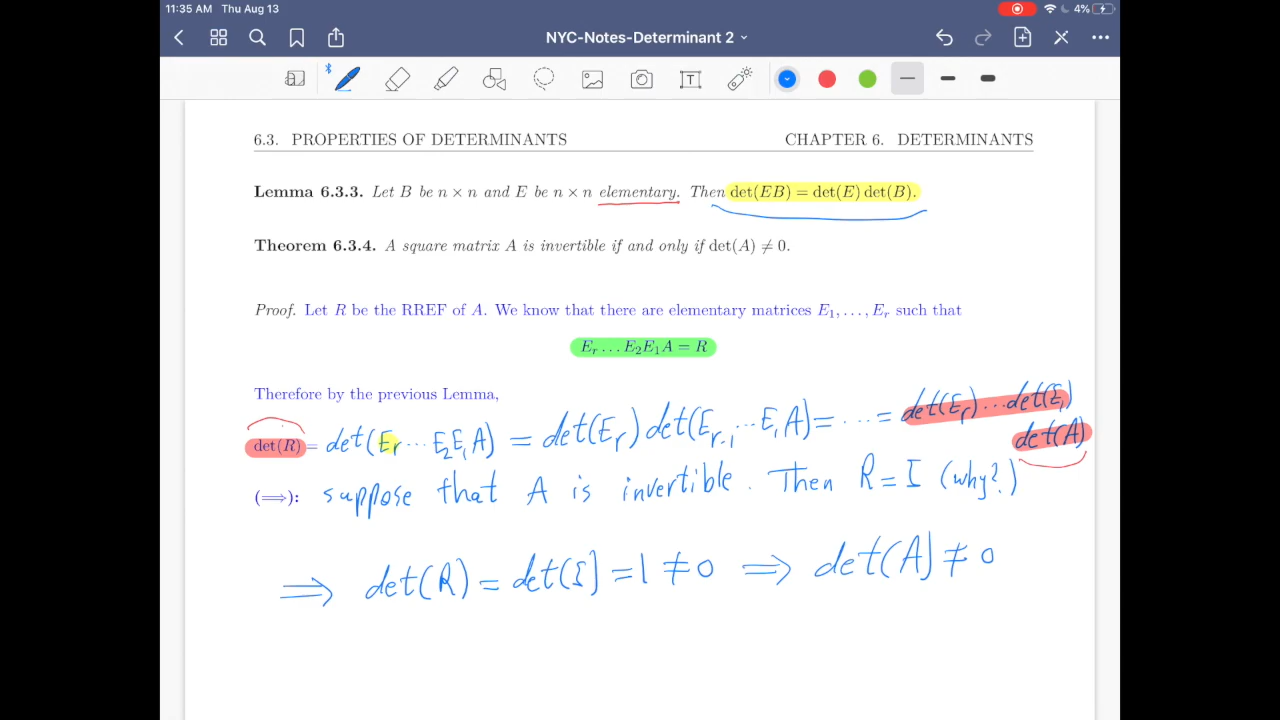 11:35 AM Thu Aug 13
4%
NYC-Notes-Determinant 2
T
6.3. PROPERTIES OF DETERMINANTS CHAPTER 6. DETERMINANTS
Lemma 6.3.3. Let B be n × n and E be n × n elementary. Then det(EB) = det(E) det(B).
Theorem 6.3.4. A square matrix A is invertible if and only if det(A) ≠ 0.
Proof. Let R be the RREF of A. We know that there are elementary matrices E₁, . . . , Eᵣ such that
Eᵣ . . . E₂E₁A = R
Therefore by the previous Lemma,
det(R) = det(Eᵣ ... E₂E₁A) = det(Eᵣ) det(Eᵣ₋₁ ... E₁A) = ... = det(Eᵣ) ... det(E₁)
det(A)
(⟹): suppose that A is invertible. Then R = I (why?)
⟹ det(R) = det(I) = 1 ≠ 0 ⟹ det(A) ≠ 0